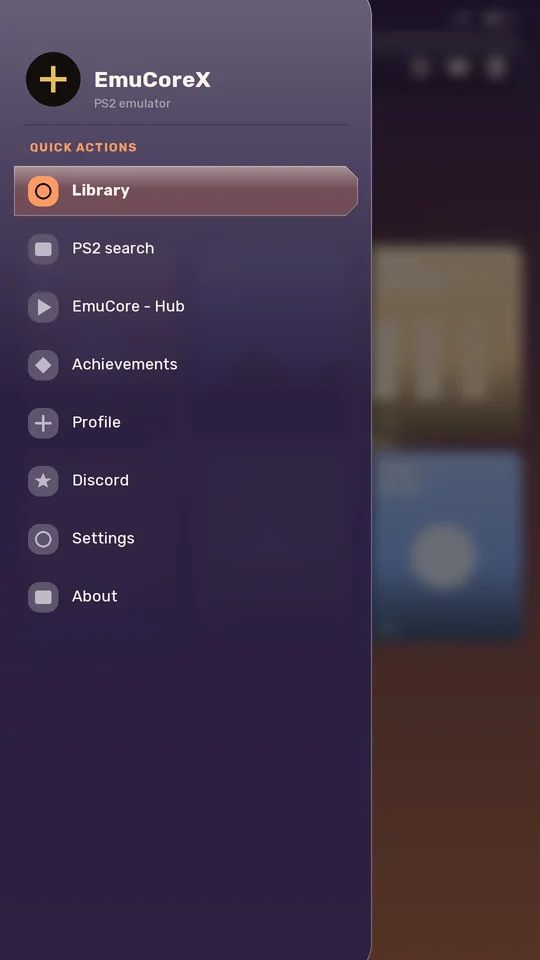 EmuCoreX
PS2 emulator
QUICK ACTIONS
Library
PS2 search
EmuCore - Hub
Achievements
Profile
Discord
Settings
About